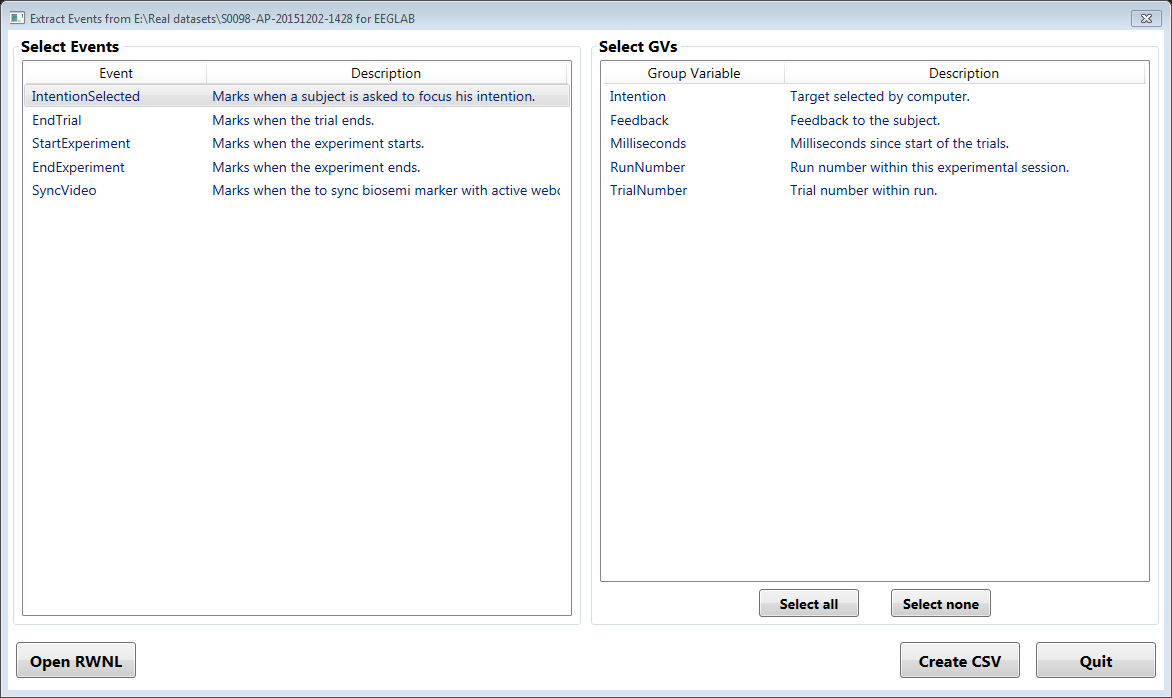 Extract Events from E:\Real datasets\S0098-AP-20151202-1428 for EEGLAB
Select Events
Event Description
IntentionSelected Marks when a subject is asked to focus his intention.
EndTrial Marks when the trial ends.
StartExperiment Marks when the experiment starts.
EndExperiment Marks when the experiment ends.
SyncVideo Marks when the to sync biosemi marker with active
Select GVs
Group Variable Description
Intention Target selected by computer.
Feedback Feedback to the subject.
Milliseconds Milliseconds since start of the trials.
RunNumber Run number within this experimental session.
TrialNumber Trial number within run.
Select all Select none
Open RWNL Create CSV Quit